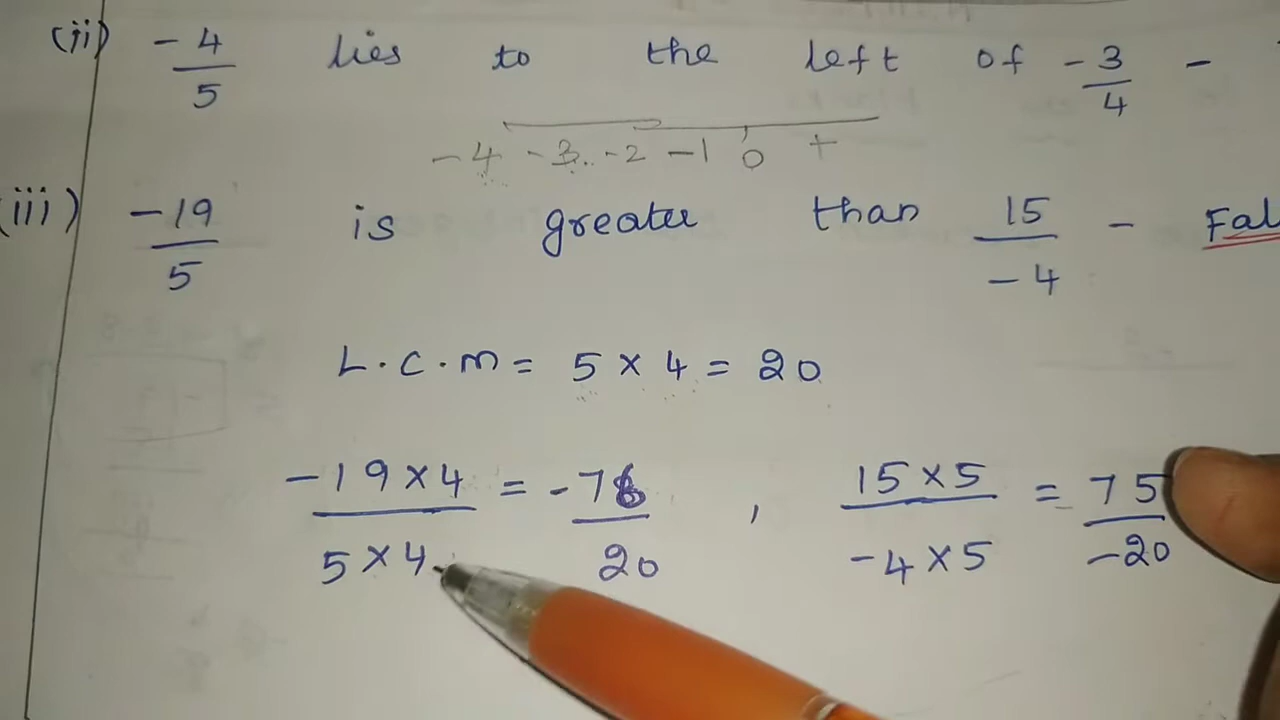 (ii) -4/5 lies to the left of -3/4 -
-4 -3.. -2 -1 0 +
(iii) -19/5 is greater than 15/-4 - Fal
L.C.M = 5 × 4 = 20
-19×4/5×4 = -76/20 , 15×5/-4×5 = 75/-20